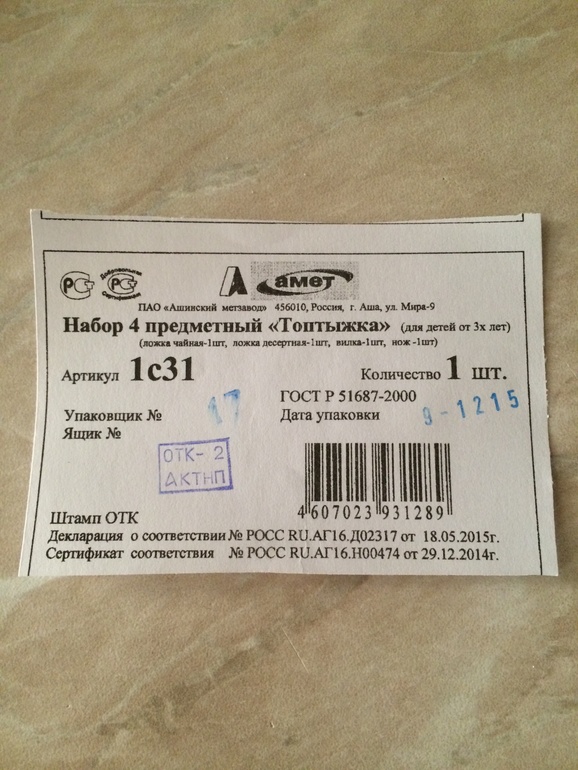 РС Добровольная Сертификация А амет
ПАО «Ашинский метзавод» 456010, Россия, г. Аша, ул. Мира-9
Набор 4 предметный «Топтыжка» (для детей от 3х лет)
(ложка чайная-1шт, ложка десертная-1шт, вилка-1шт, нож -1шт)
Артикул 1с31 Количество 1 шт.
ГОСТ Р 51687-2000
Упаковщик № 17 Дата упаковки 9-1215
Ящик №
ОТК-2
АКТНП
4 607023 931289
Штамп ОТК
Декларация о соответствии № РОСС RU.АГ16.Д02317 от 18.05.2015г.
Сертификат соответствия № РОСС RU.АГ16.Н00474 от 29.12.2014г.